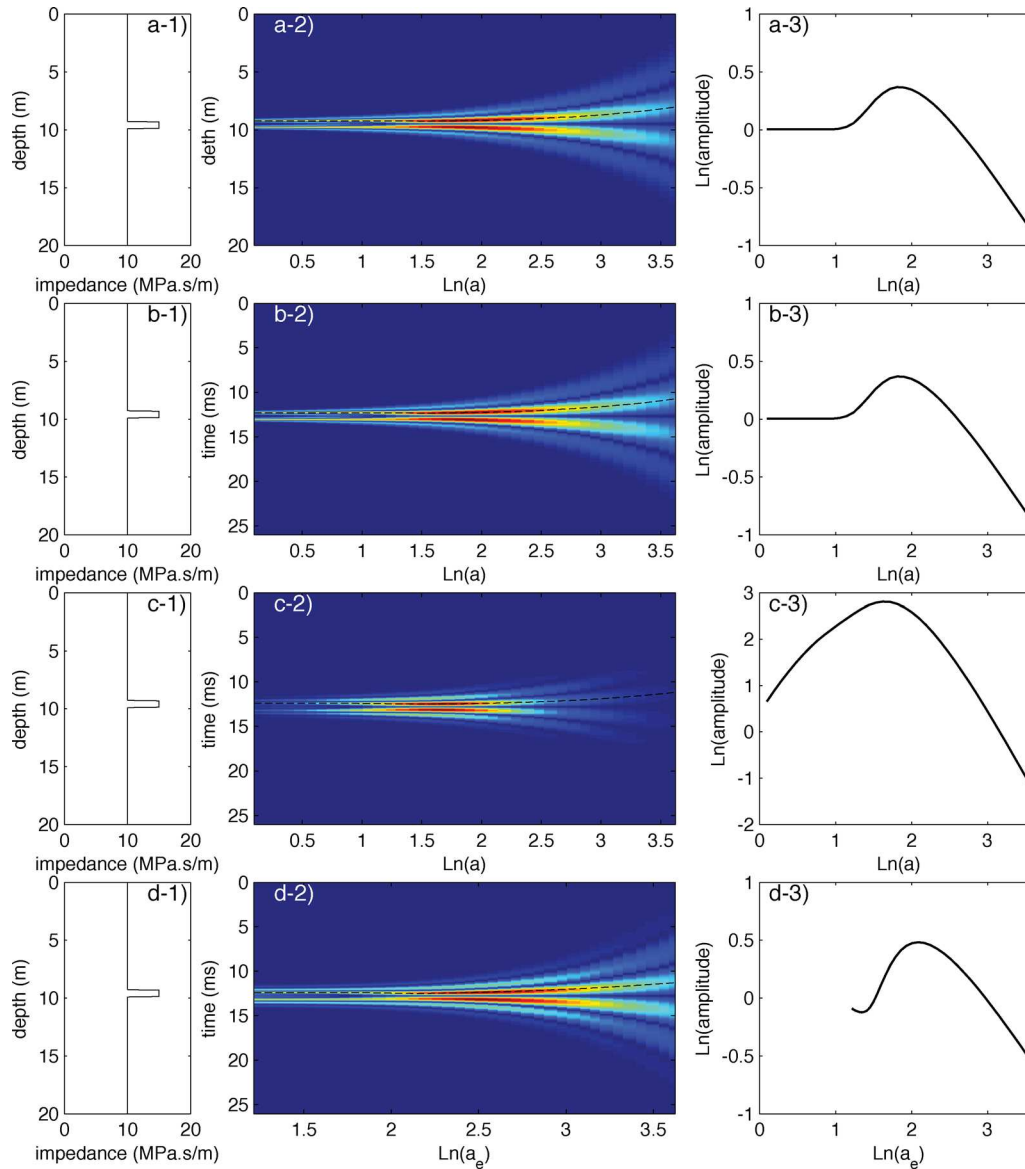 a-1)
0
5
10
15
20
depth (m)
0 10 20
impedance (MPa.s/m)
a-2)
0
5
10
15
20
deth (m)
0.5 1 1.5 2 2.5 3 3.5
Ln(a)
a-3)
1
0.5
0
-0.5
-1
Ln(amplitude)
0 1 2 3
Ln(a)
b-1)
0
5
10
15
20
depth (m)
0 10 20
impedance (MPa.s/m)
b-2)
0
5
10
15
20
25
time (ms)
0.5 1 1.5 2 2.5 3 3.5
Ln(a)
b-3)
1
0.5
0
-0.5
-1
Ln(amplitude)
0 1 2 3
Ln(a)
c-1)
0
5
10
15
20
depth (m)
0 10 20
impedance (MPa.s/m)
c-2)
0
5
10
15
20
25
time (ms)
0.5 1 1.5 2 2.5 3 3.5
Ln(a)
c-3)
3
2
1
0
-1
-2
Ln(amplitude)
0 1 2 3
Ln(a)
d-1)
0
5
10
15
20
depth (m)
0 10 20
impedance (MPa.s/m)
d-2)
0
5
10
15
20
25
time (ms)
1.5 2 2.5 3 3.5
Ln(a_e)
d-3)
1
0.5
0
-0.5
-1
Ln(amplitude)
0 1 2 3
Ln(a_e)